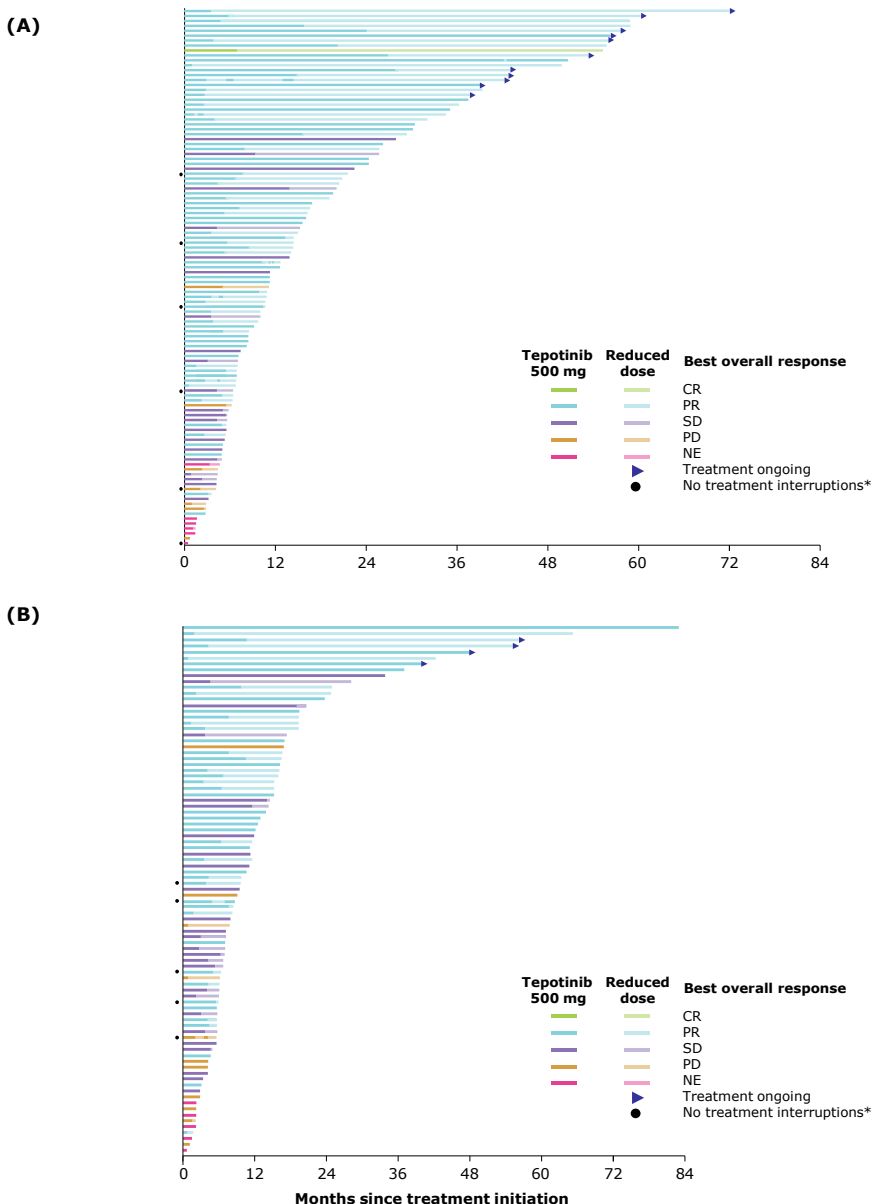 (A)
Tepotinib 500 mg Reduced dose Best overall response
CR
PR
SD
PD
NE
Treatment ongoing
No treatment interruptions*
0 12 24 36 48 60 72 84
(B)
Tepotinib 500 mg Reduced dose Best overall response
CR
PR
SD
PD
NE
Treatment ongoing
No treatment interruptions*
0 12 24 36 48 60 72 84
Months since treatment initiation